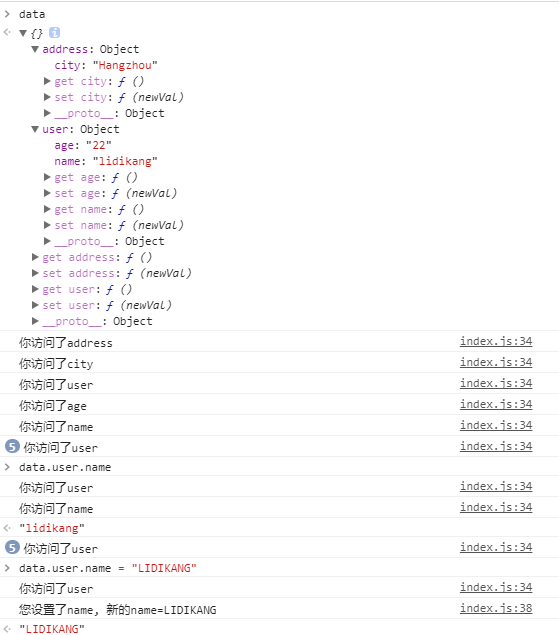 > data
<· ▼ {} i
▼ address: Object
city: "Hangzhou"
▶ get city: ƒ ()
▶ set city: ƒ (newVal)
▶ __proto__: Object
▼ user: Object
age: "22"
name: "lidikang"
▶ get age: ƒ ()
▶ set age: ƒ (newVal)
▶ get name: ƒ ()
▶ set name: ƒ (newVal)
▶ __proto__: Object
▶ get address: ƒ ()
▶ set address: ƒ (newVal)
▶ get user: ƒ ()
▶ set user: ƒ (newVal)
▶ __proto__: Object
你访问了address index.js:34
你访问了city index.js:34
你访问了user index.js:34
你访问了age index.js:34
你访问了name index.js:34
5 你访问了user index.js:34
> data.user.name
你访问了user index.js:34
你访问了name index.js:34
<· "lidikang"
5 你访问了user index.js:34
> data.user.name = "LIDIKANG"
你访问了user index.js:34
您设置了name, 新的name=LIDIKANG index.js:38
<· "LIDIKANG"